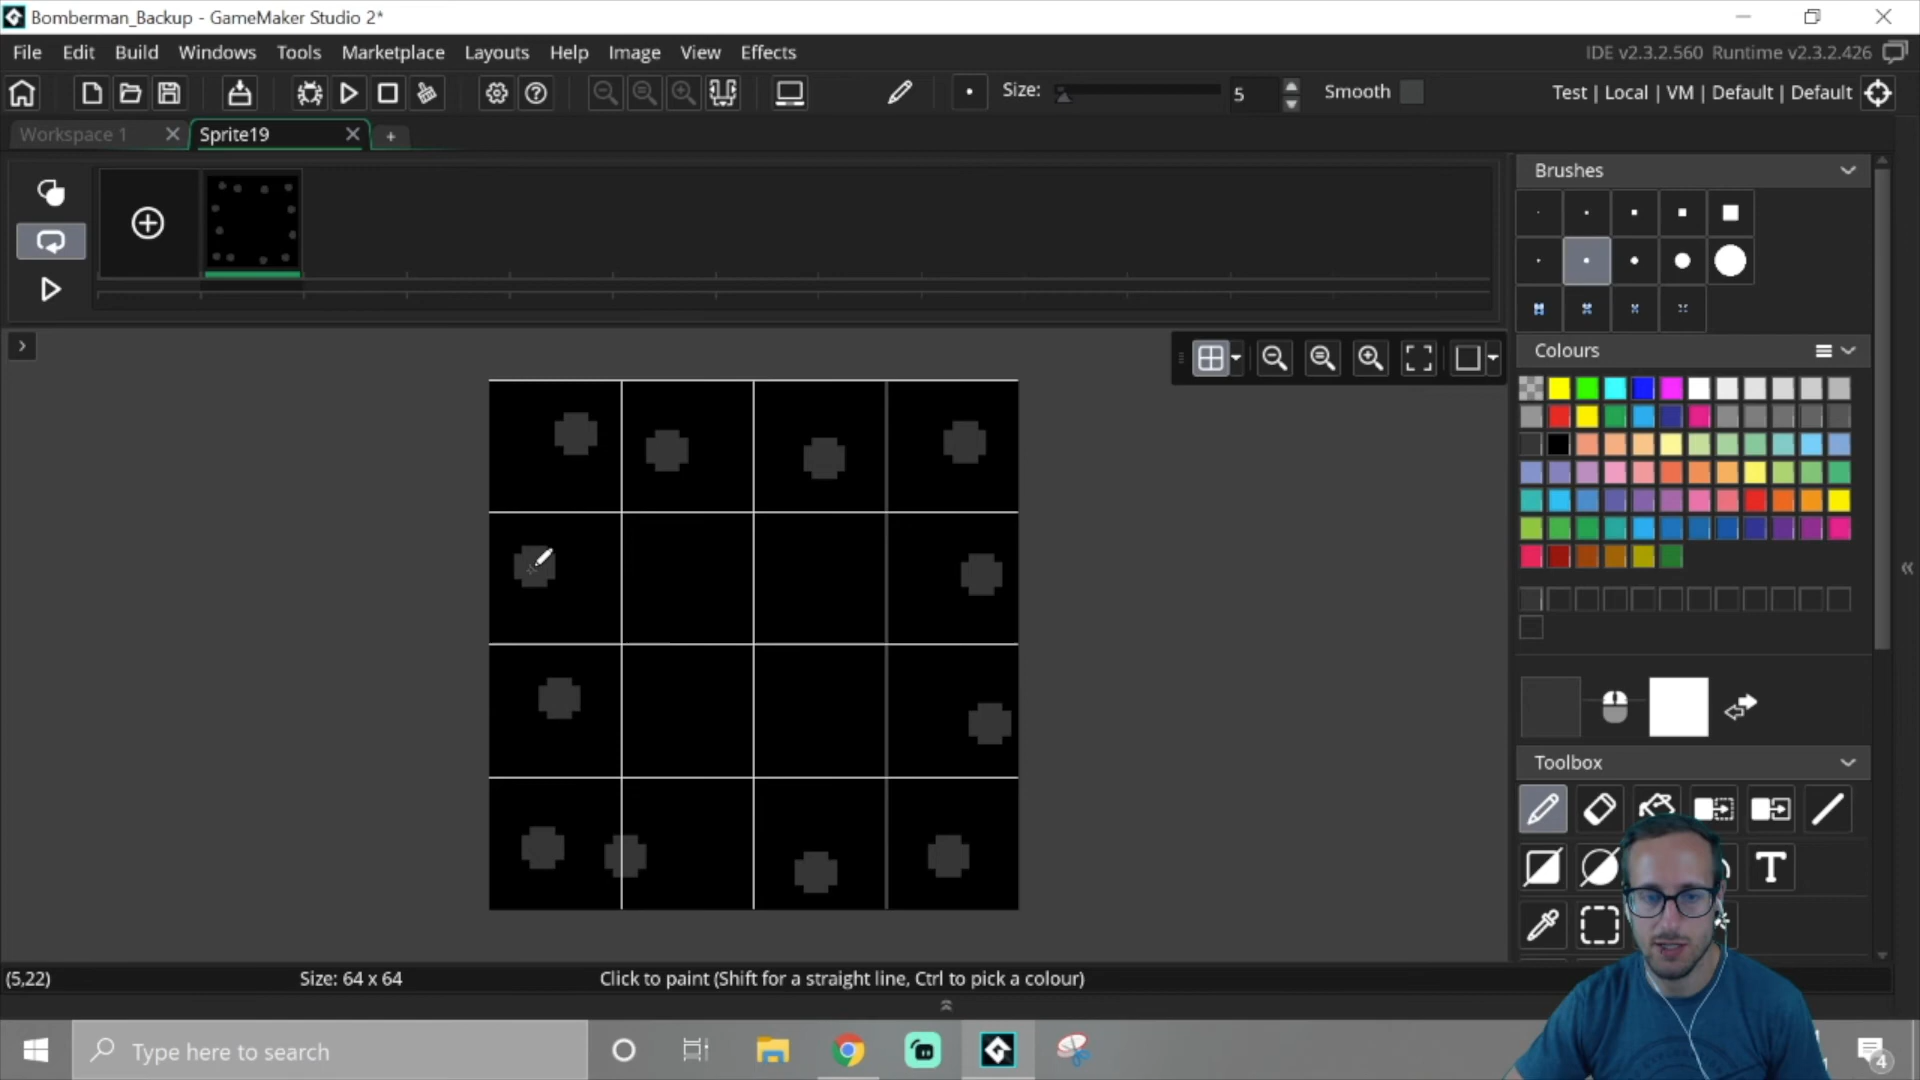 Bomberman_Backup - GameMaker Studio 2*
File Edit Build Windows Tools Marketplace Layouts Help Image View Effects
IDE v2.3.2.560 Runtime v2.3.2.426
Size: 5 Smooth
Test | Local | VM | Default | Default
Workspace 1 Sprite19
Brushes
Colours
Toolbox
T
(5,22) Size: 64 x 64 Click to paint (Shift for a straight line, Ctrl to pick a colour)
Type here to search
4